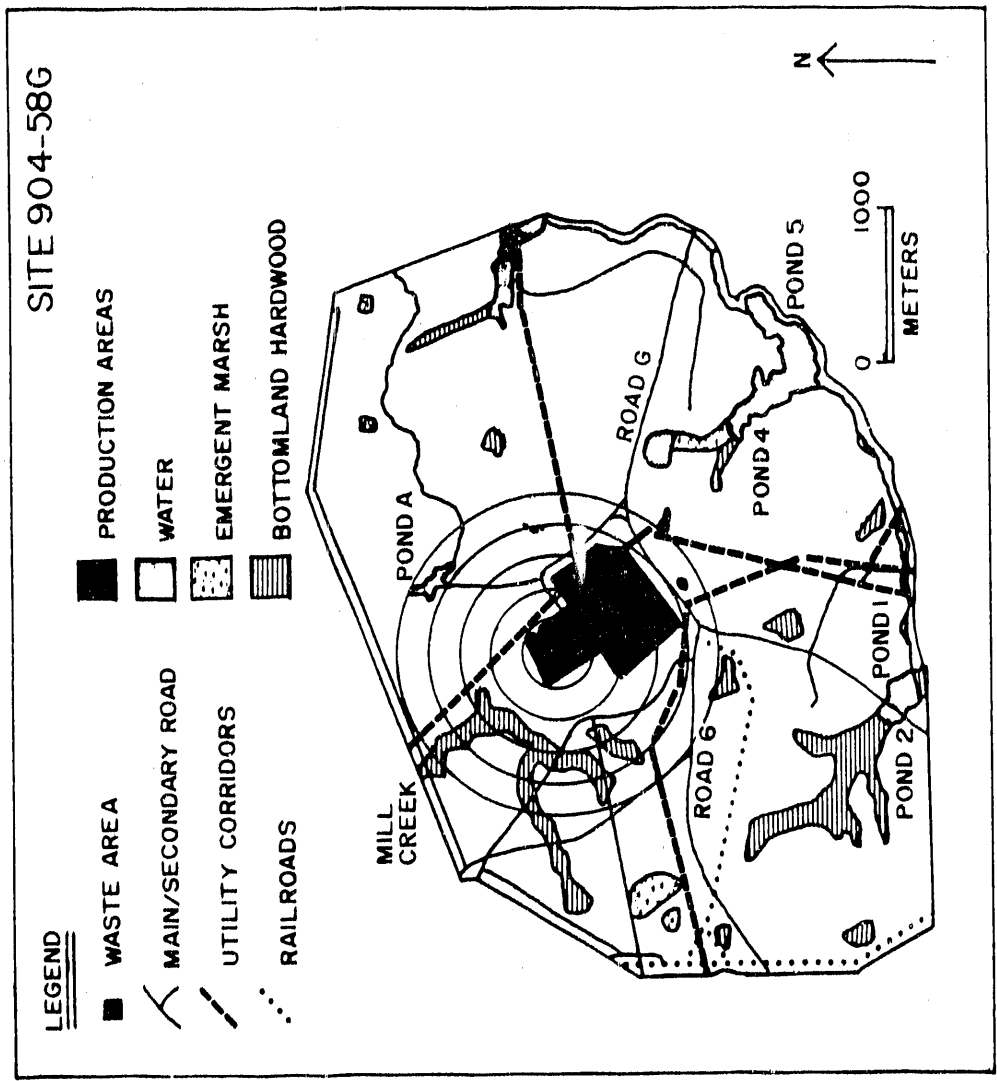 SITE 904-58G
LEGEND
WASTE AREA
MAIN/SECONDARY ROAD
UTILITY CORRIDORS
RAILROADS
PRODUCTION AREAS
WATER
EMERGENT MARSH
BOTTOMLAND HARDWOOD
MILL
CREEK
POND A
ROAD G
ROAD 6
POND 4
POND 5
POND 1
POND 2
0 1000
METERS
N